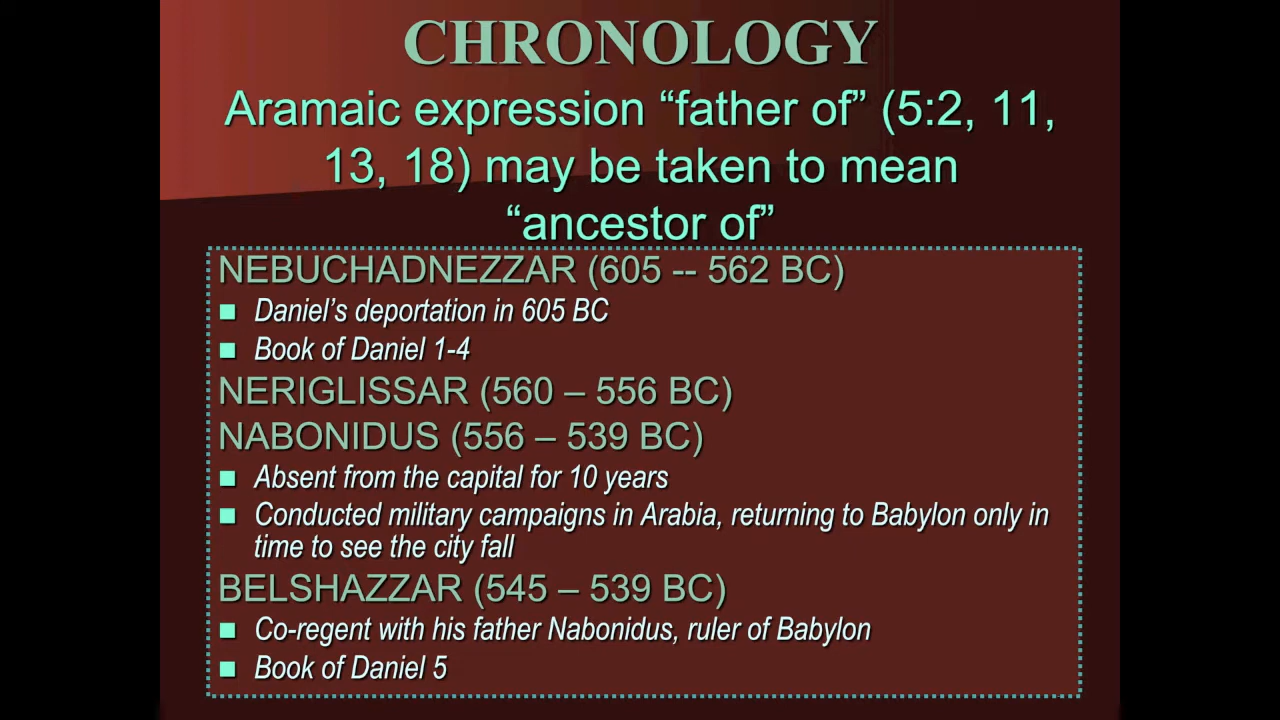 CHRONOLOGY
Aramaic expression “father of” (5:2, 11,
13, 18) may be taken to mean
“ancestor of”
NEBUCHADNEZZAR (605 -- 562 BC)
■ Daniel’s deportation in 605 BC
■ Book of Daniel 1-4
NERIGLISSAR (560 – 556 BC)
NABONIDUS (556 – 539 BC)
■ Absent from the capital for 10 years
■ Conducted military campaigns in Arabia, returning to Babylon only in
time to see the city fall
BELSHAZZAR (545 – 539 BC)
■ Co-regent with his father Nabonidus, ruler of Babylon
■ Book of Daniel 5